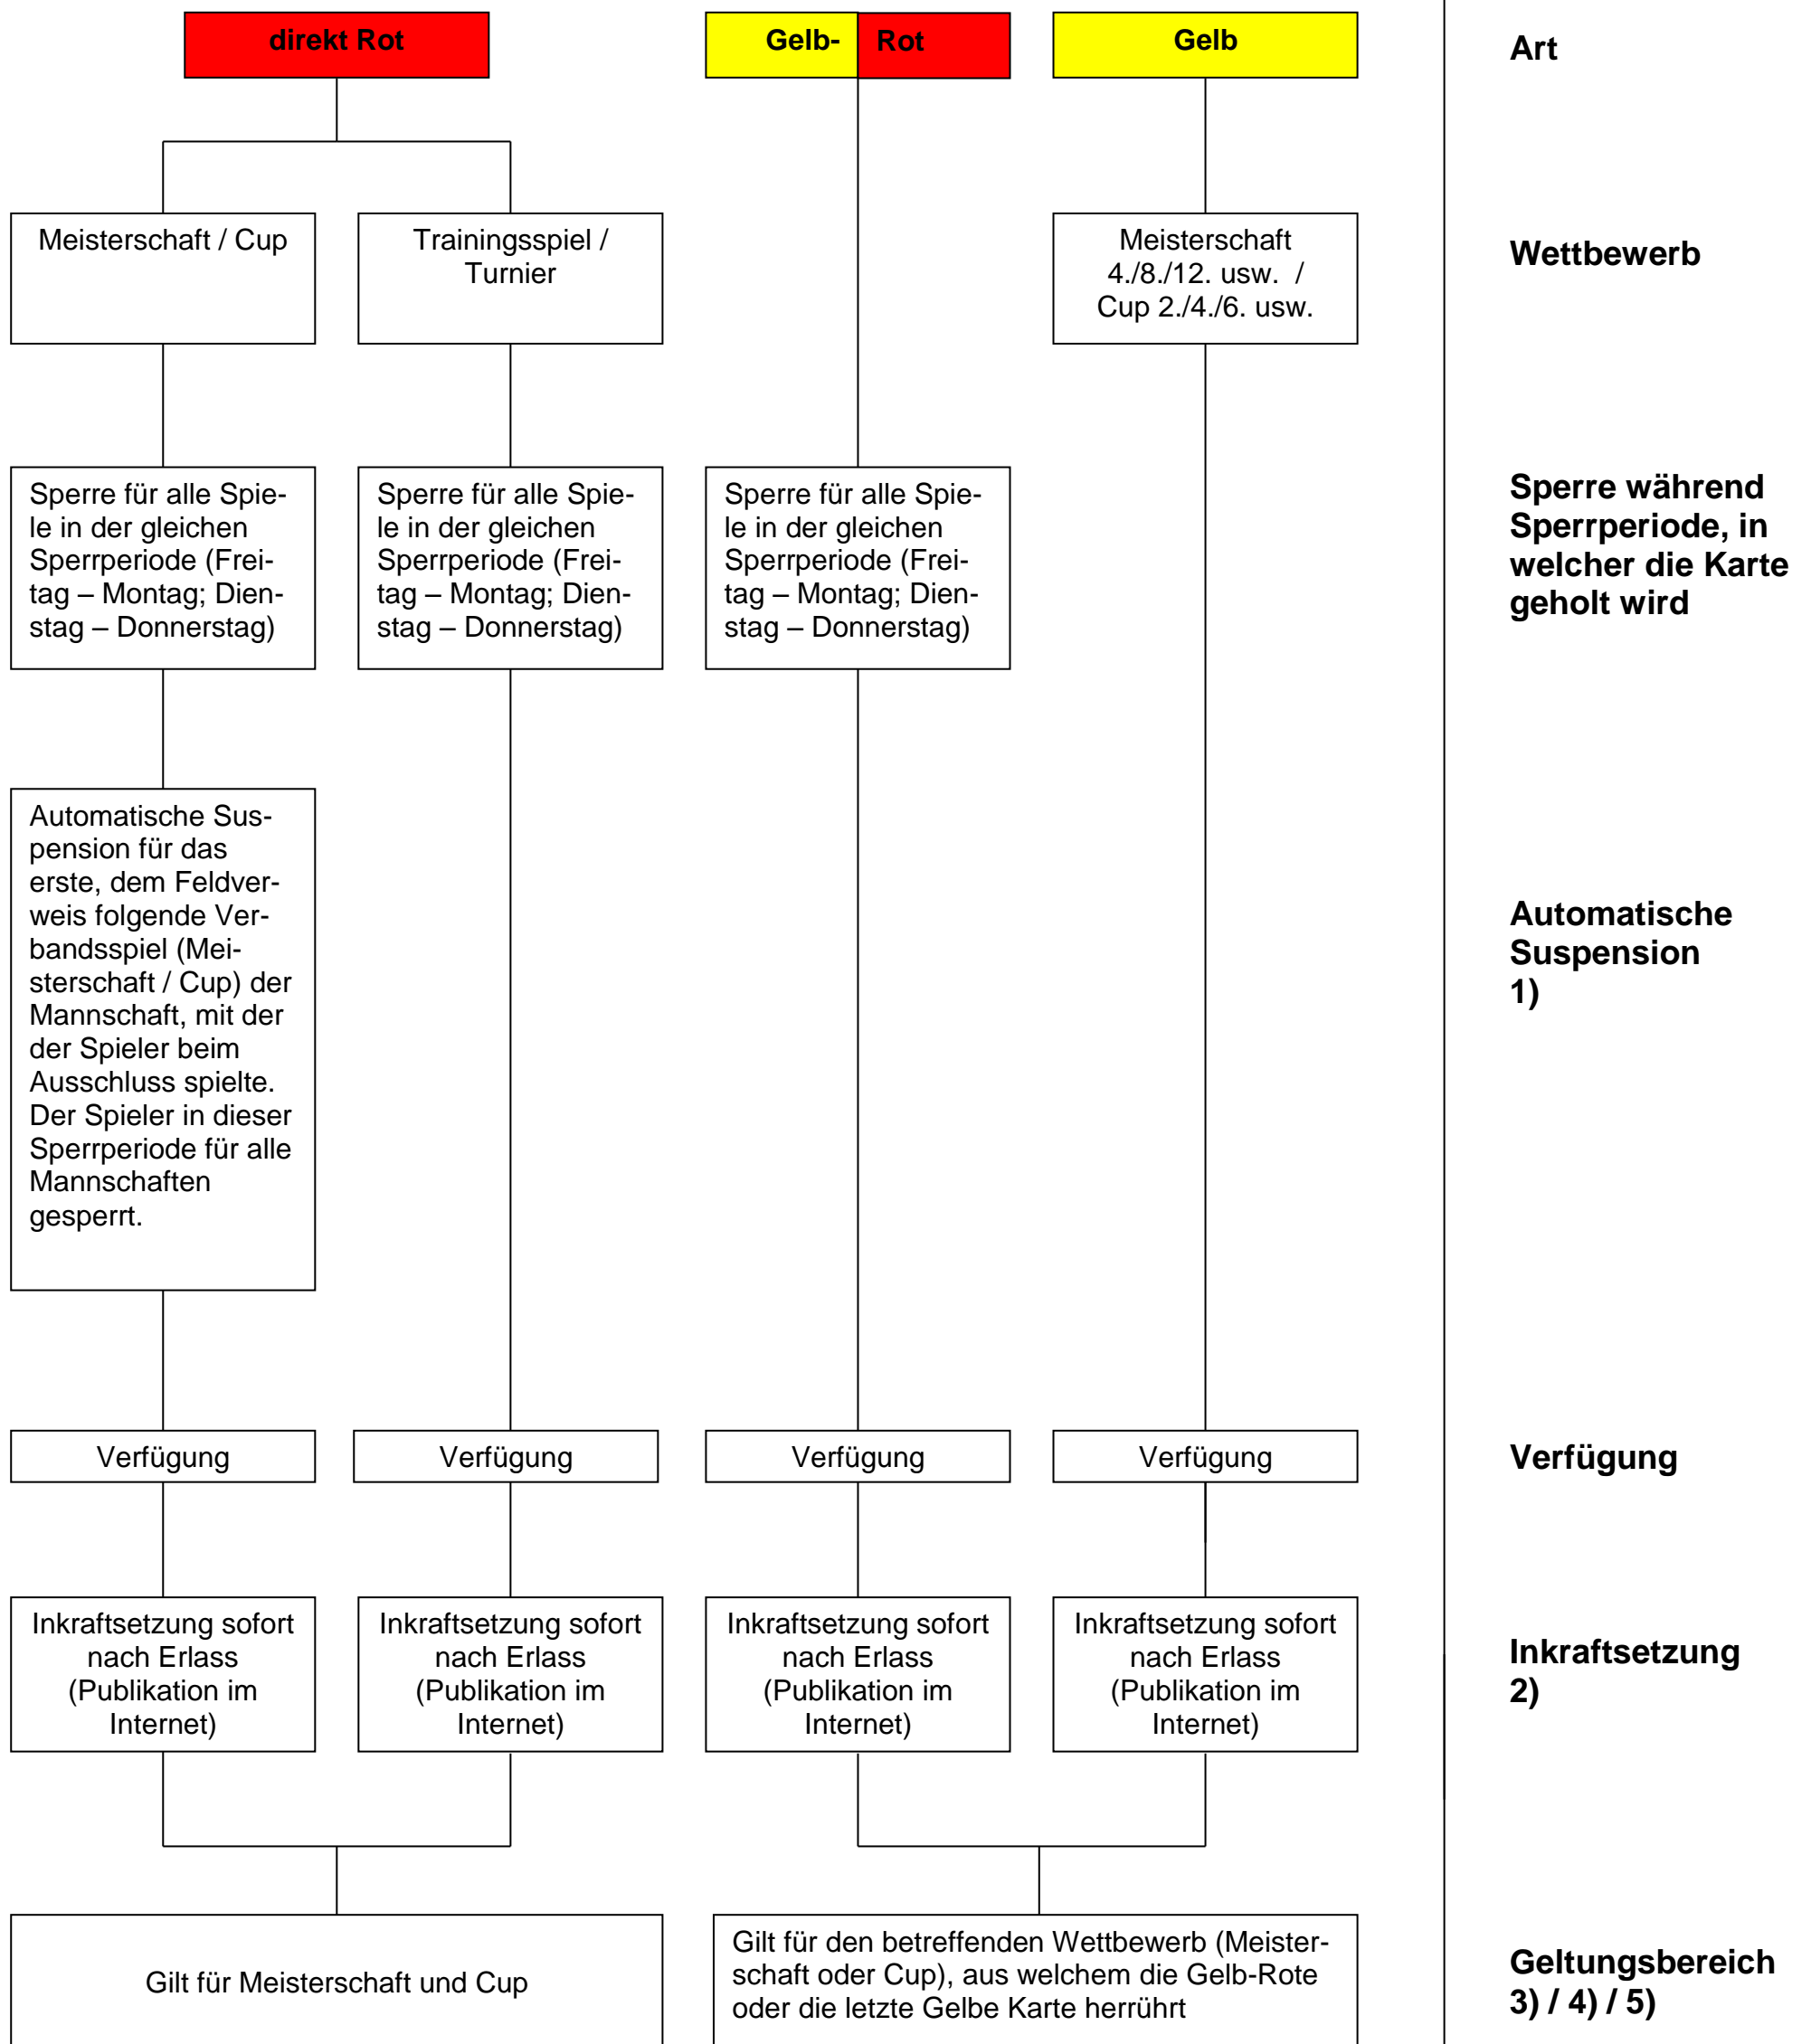 direkt Rot
Gelb- Rot
Gelb
Art
Meisterschaft / Cup
Trainingsspiel /
Turnier
Meisterschaft
4./8./12. usw. /
Cup 2./4./6. usw.
Wettbewerb
Sperre für alle Spie-
le in der gleichen
Sperrperiode (Frei-
tag – Montag; Dien-
stag – Donnerstag)
Sperre für alle Spie-
le in der gleichen
Sperrperiode (Frei-
tag – Montag; Dien-
stag – Donnerstag)
Sperre für alle Spie-
le in der gleichen
Sperrperiode (Frei-
tag – Montag; Dien-
stag – Donnerstag)
Sperre während
Sperrperiode, in
welcher die Karte
geholt wird
Automatische Sus-
pension für das
erste, dem Feldver-
weis folgende Ver-
bandsspiel (Mei-
sterschaft / Cup) der
Mannschaft, mit der
der Spieler beim
Ausschluss spielte.
Der Spieler in dieser
Sperrperiode für alle
Mannschaften
gesperrt.
Automatische
Suspension
1)
Verfügung
Verfügung
Verfügung
Verfügung
Verfügung
Inkraftsetzung sofort
nach Erlass
(Publikation im
Internet)
Inkraftsetzung sofort
nach Erlass
(Publikation im
Internet)
Inkraftsetzung sofort
nach Erlass
(Publikation im
Internet)
Inkraftsetzung sofort
nach Erlass
(Publikation im
Internet)
Inkraftsetzung
2)
Gilt für Meisterschaft und Cup
Gilt für den betreffenden Wettbewerb (Meister-
schaft oder Cup), aus welchem die Gelb-Rote
oder die letzte Gelbe Karte herrührt
Geltungsbereich
3) / 4) / 5)